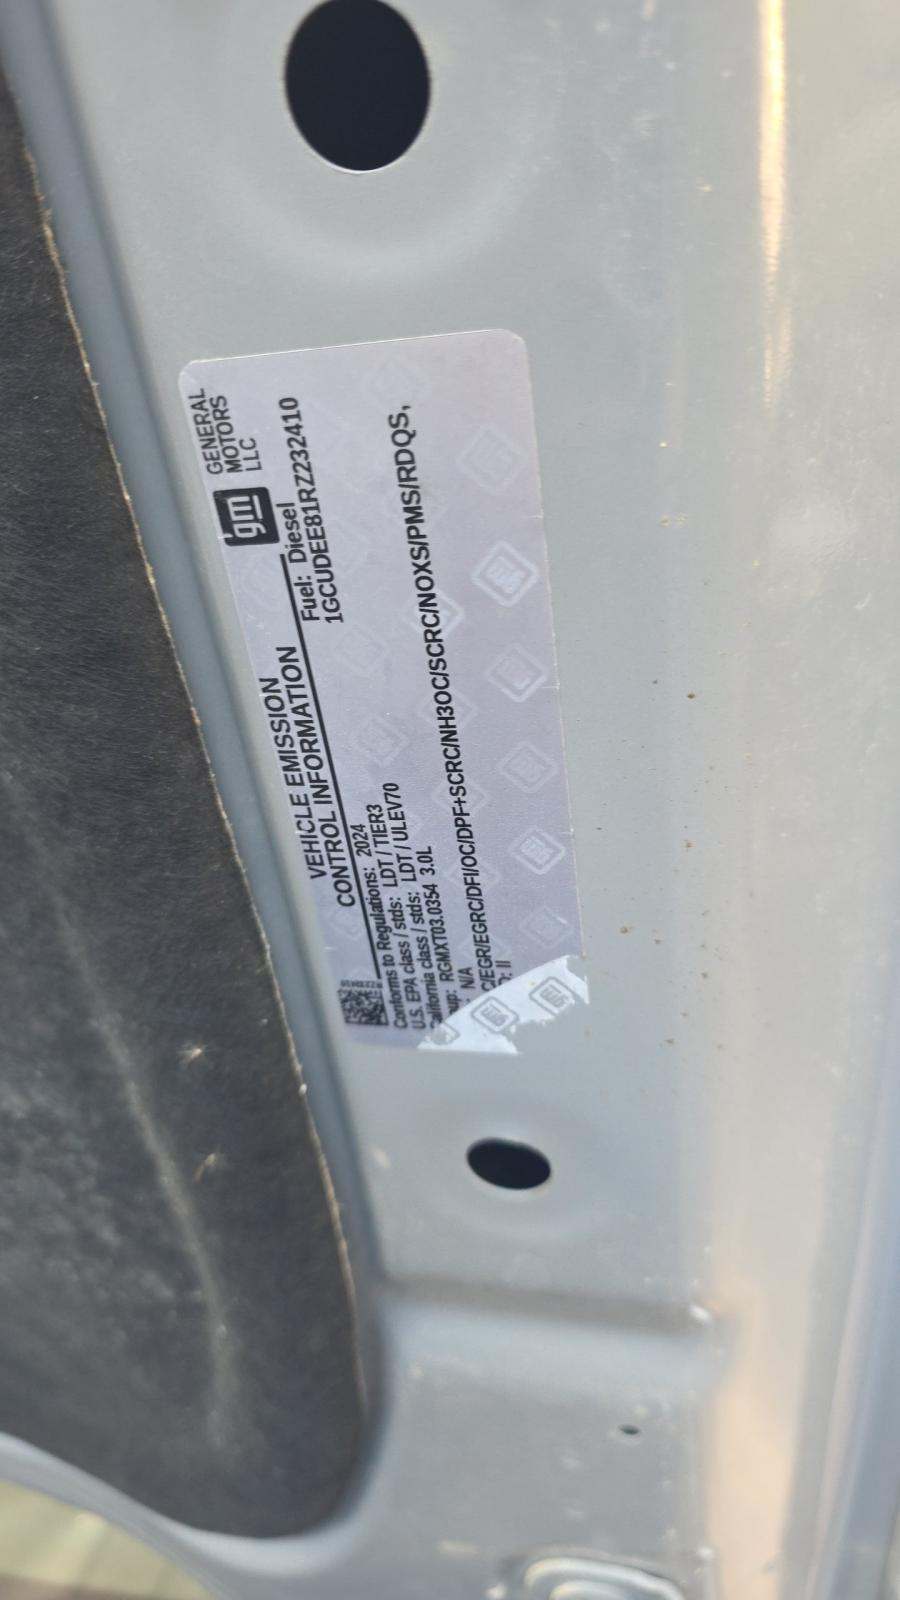 gm GENERAL
MOTORS
LLC
VEHICLE EMISSION
CONTROL INFORMATION
Fuel: Diesel
1GCUDEE81RZ232410
Conforms to Regulations: 2024
U.S. EPA class / stds: LDT / TIER3
California class / stds: LDT / ULEV70
oup: RGMXT03.0354 3.0L
: N/A
C/EGR/EGRC/DFI/OC/DPF+SCRC/NH3OC/SCRC/NOXS/PMS/RDQS,
D: II